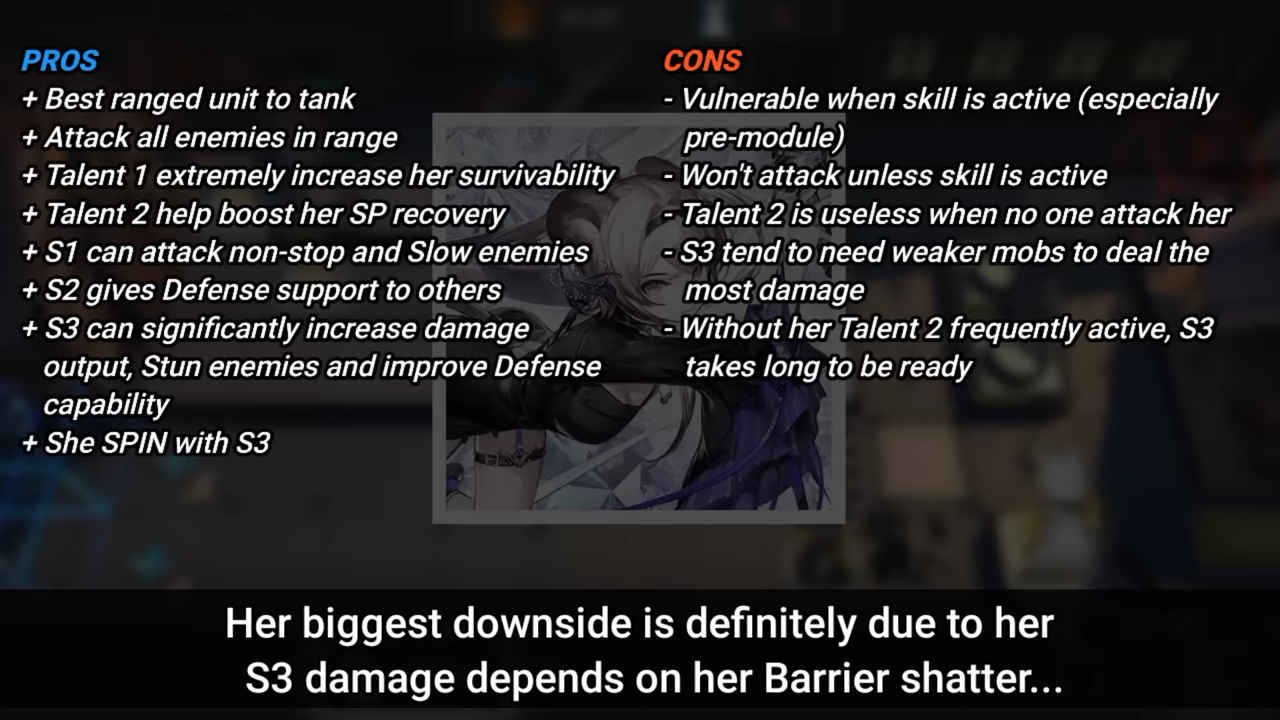 PROS
+ Best ranged unit to tank
+ Attack all enemies in range
+ Talent 1 extremely increase her survivability
+ Talent 2 help boost her SP recovery
+ S1 can attack non-stop and Slow enemies
+ S2 gives Defense support to others
+ S3 can significantly increase damage
output, Stun enemies and improve Defense
capability
+ She SPIN with S3
CONS
- Vulnerable when skill is active (especially
pre-module)
- Won't attack unless skill is active
- Talent 2 is useless when no one attack her
- S3 tend to need weaker mobs to deal the
most damage
- Without her Talent 2 frequently active, S3
takes long to be ready
Her biggest downside is definitely due to her
S3 damage depends on her Barrier shatter...